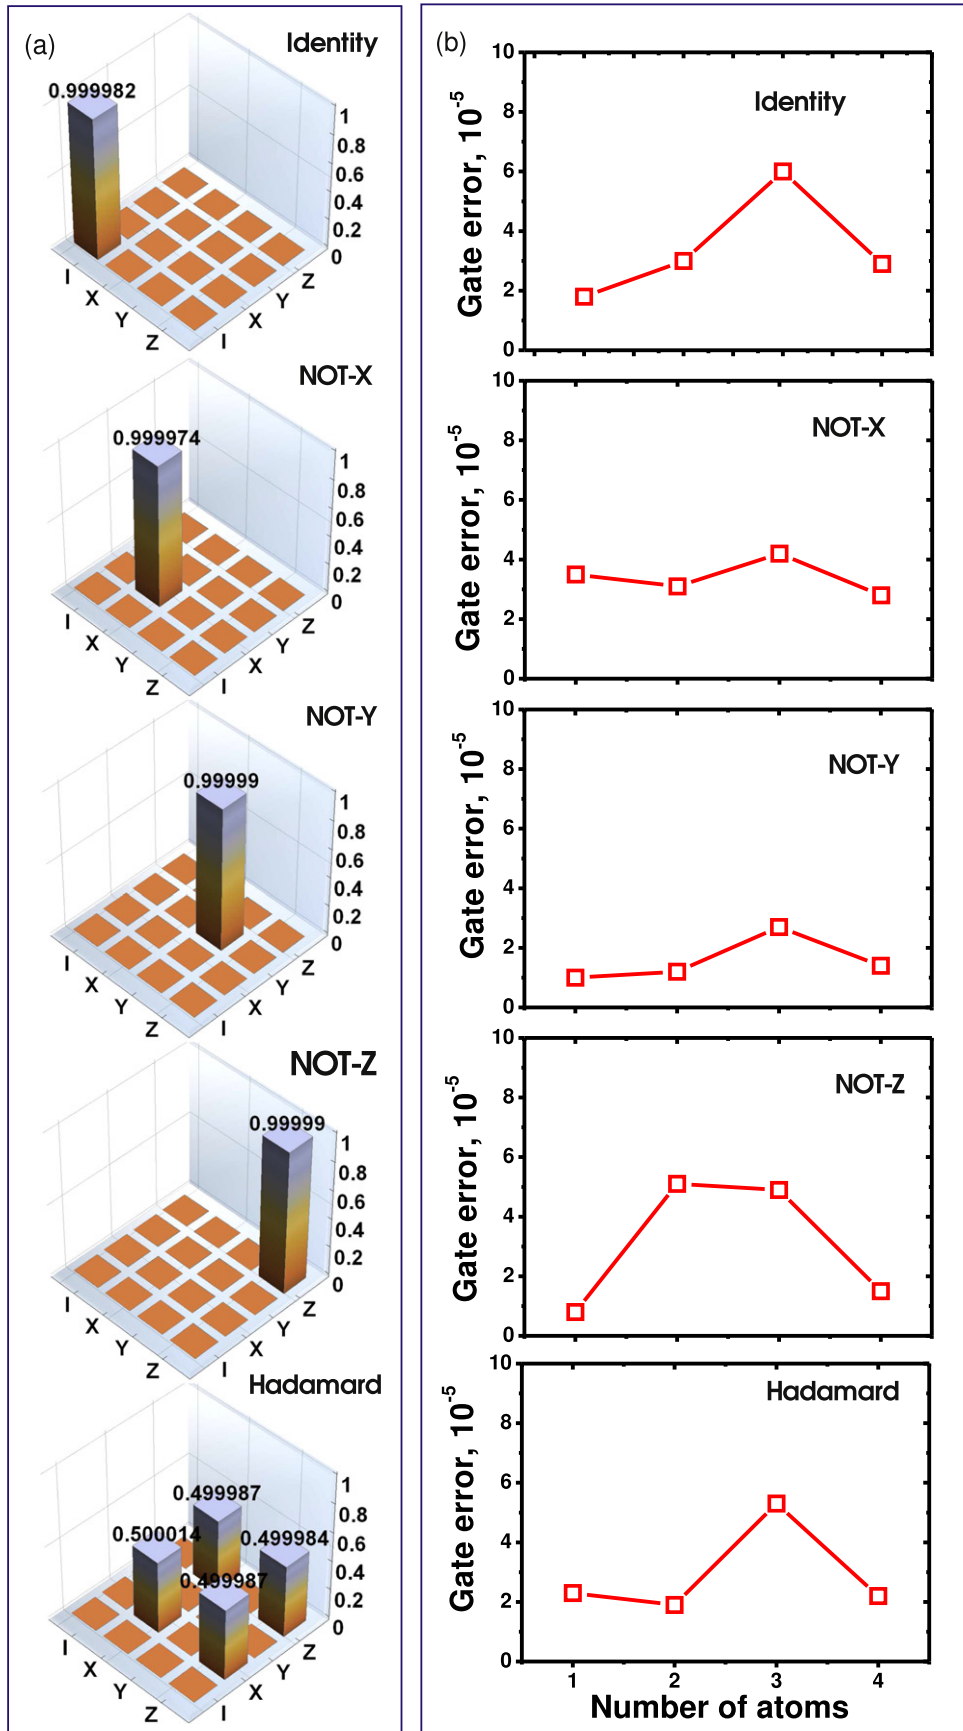 (a)
Identity
0.999982
1
0.8
0.6
0.4
0.2
0
I
X
Y
Z
I
X
Y
Z
NOT-X
0.999974
1
0.8
0.6
0.4
0.2
0
I
X
Y
Z
I
X
Y
Z
NOT-Y
0.99999
1
0.8
0.6
0.4
0.2
0
I
X
Y
Z
I
X
Y
Z
NOT-Z
0.99999
1
0.8
0.6
0.4
0.2
0
I
X
Y
Z
I
X
Y
Z
Hadamard
0.499987
0.500014
0.499984
0.499987
1
0.8
0.6
0.4
0.2
0
I
X
Y
Z
I
X
Y
Z
(b)
Identity
Gate error, 10⁻⁵
10
8
6
4
2
0
NOT-X
Gate error, 10⁻⁵
10
8
6
4
2
0
NOT-Y
Gate error, 10⁻⁵
10
8
6
4
2
0
NOT-Z
Gate error, 10⁻⁵
10
8
6
4
2
0
Hadamard
Gate error, 10⁻⁵
10
8
6
4
2
0
1 2 3 4
Number of atoms